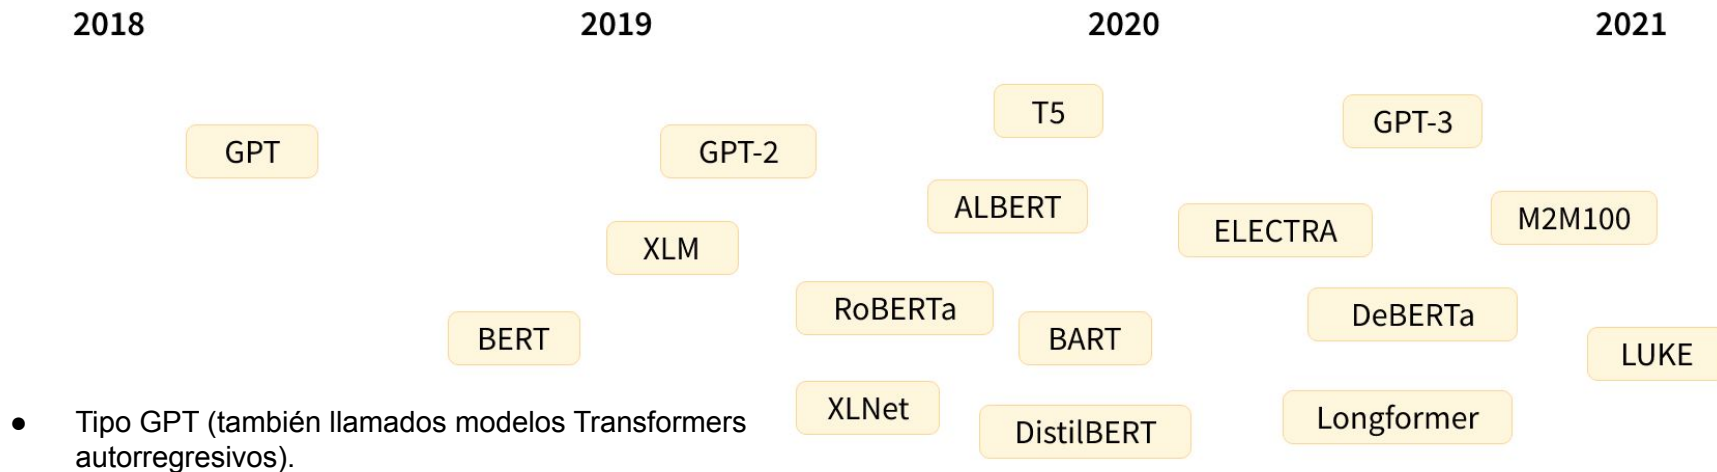 2018 2019 2020 2021
T5
GPT-3
GPT
GPT-2
ALBERT
M2M100
ELECTRA
XLM
RoBERTa
DeBERTa
BERT
BART
LUKE
XLNet
Longformer
DistilBERT
● Tipo GPT (también llamados modelos Transformers
autorregresivos).